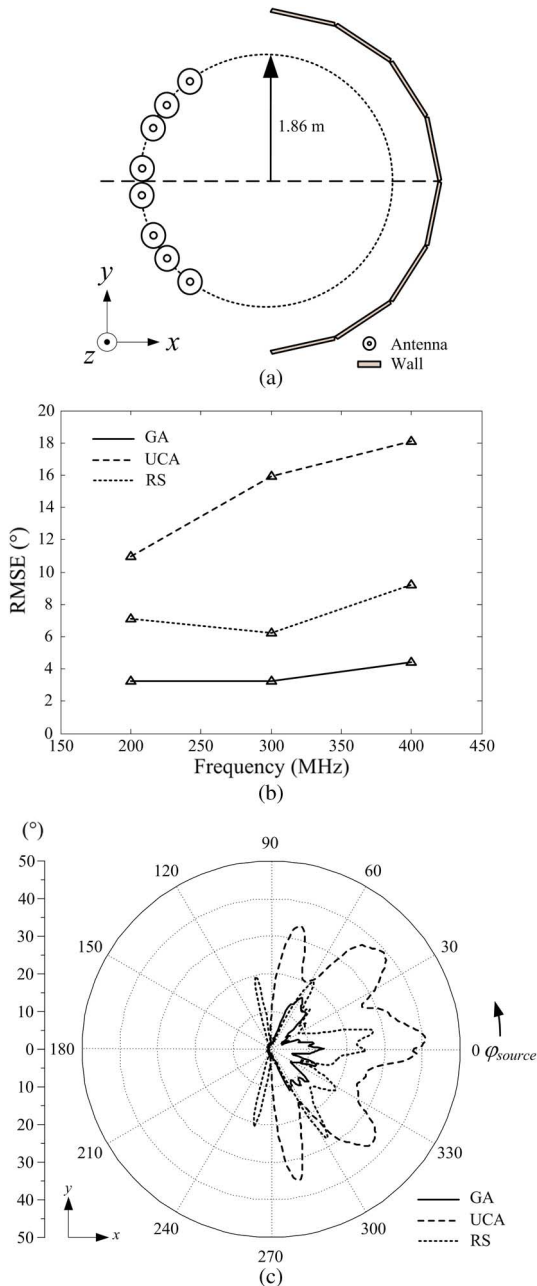 1.86 m
y
z
x
Antenna
Wall
(a)
20
18
16
14
12
10
8
6
4
2
0
RMSE (°)
GA
UCA
RS
150 200 250 300 350 400 450
Frequency (MHz)
(b)
(°)
50
40
30
20
10
0
10
20
30
40
50
90
120 60
150 30
180 0 φsource
210 330
240 300
270
y
x
GA
UCA
RS
(c)